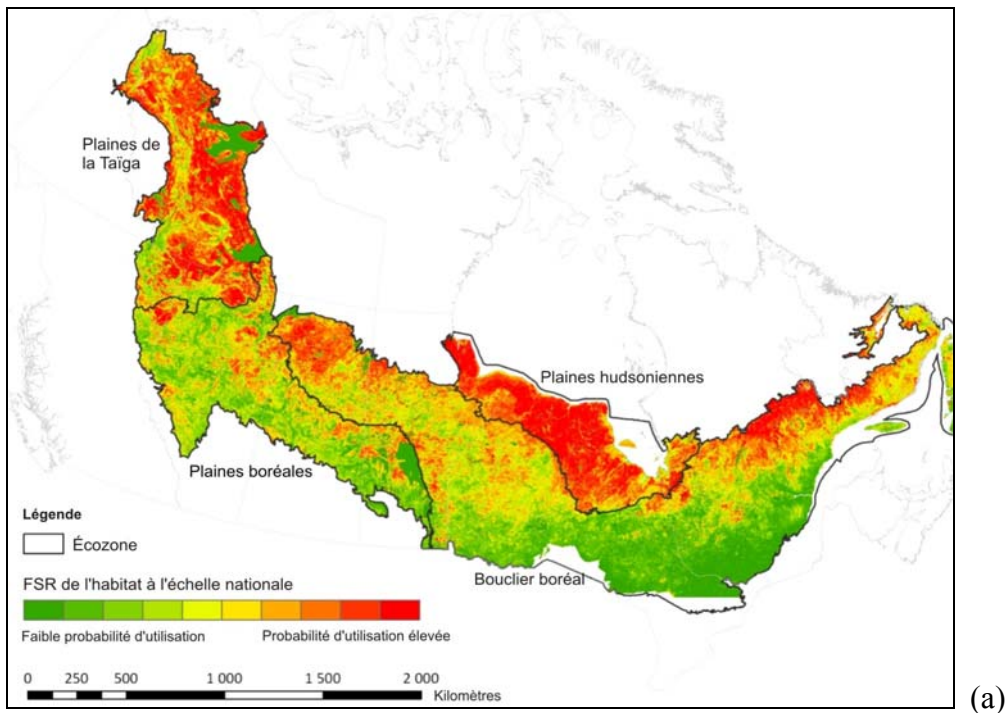 Plaines de
la Taïga
Plaines hudsoniennes
Plaines boréales
Bouclier boréal
Légende
Écozone
FSR de l'habitat à l'échelle nationale
Faible probabilité d'utilisation
Probabilité d'utilisation élevée
0 250 500 1 000 1 500 2 000
Kilomètres
(a)